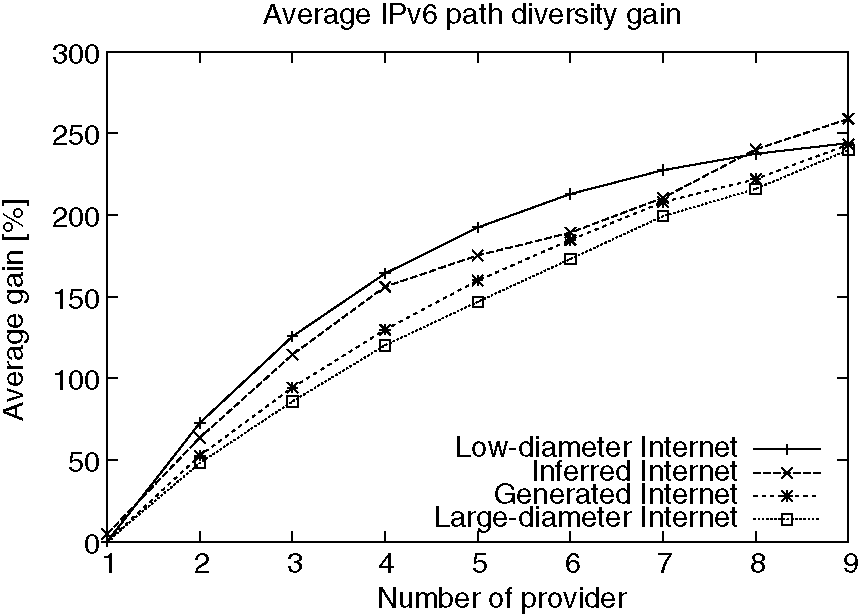 Average IPv6 path diversity gain
300
250
200
150
100
50
0
Average gain [%]
Low-diameter Internet
Inferred Internet
Generated Internet
Large-diameter Internet
1 2 3 4 5 6 7 8 9
Number of provider